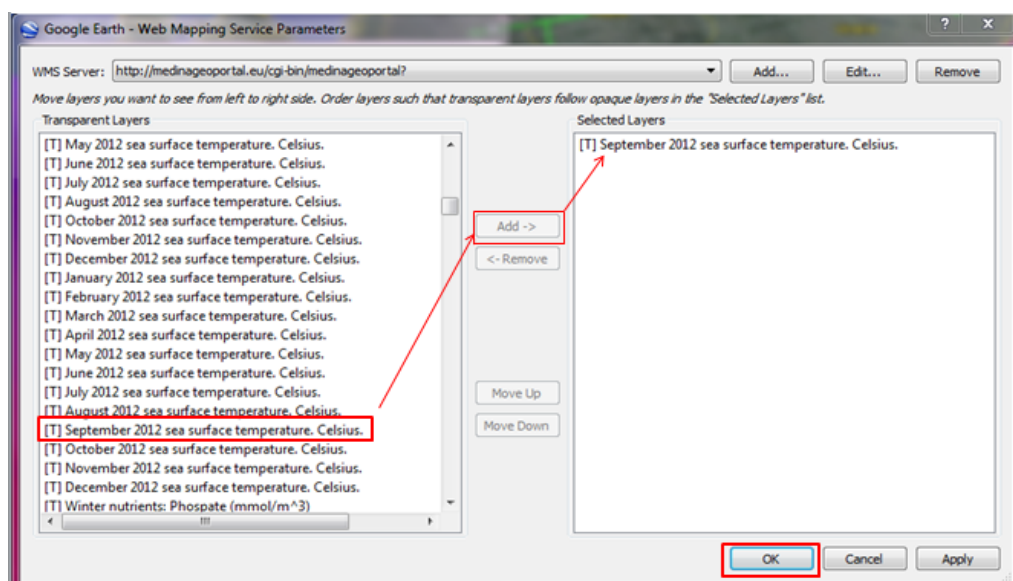 Google Earth - Web Mapping Service Parameters
? x
WMS Server: http://medinageoportal.eu/cgi-bin/medinageoportal? Add... Edit... Remove
Move layers you want to see from left to right side. Order layers such that transparent layers follow opaque layers in the "Selected Layers" list.
Transparent Layers
[T] May 2012 sea surface temperature. Celsius.
[T] June 2012 sea surface temperature. Celsius.
[T] July 2012 sea surface temperature. Celsius.
[T] August 2012 sea surface temperature. Celsius.
[T] October 2012 sea surface temperature. Celsius.
[T] November 2012 sea surface temperature. Celsius.
[T] December 2012 sea surface temperature. Celsius.
[T] January 2012 sea surface temperature. Celsius.
[T] February 2012 sea surface temperature. Celsius.
[T] March 2012 sea surface temperature. Celsius.
[T] April 2012 sea surface temperature. Celsius.
[T] May 2012 sea surface temperature. Celsius.
[T] June 2012 sea surface temperature. Celsius.
[T] July 2012 sea surface temperature. Celsius.
[T] August 2012 sea surface temperature. Celsius.
[T] September 2012 sea surface temperature. Celsius.
[T] October 2012 sea surface temperature. Celsius.
[T] November 2012 sea surface temperature. Celsius.
[T] December 2012 sea surface temperature. Celsius.
[T] Winter nutrients: Phospate (mmol/m^3)
Add ->
<- Remove
Move Up
Move Down
Selected Layers
[T] September 2012 sea surface temperature. Celsius.
OK Cancel Apply